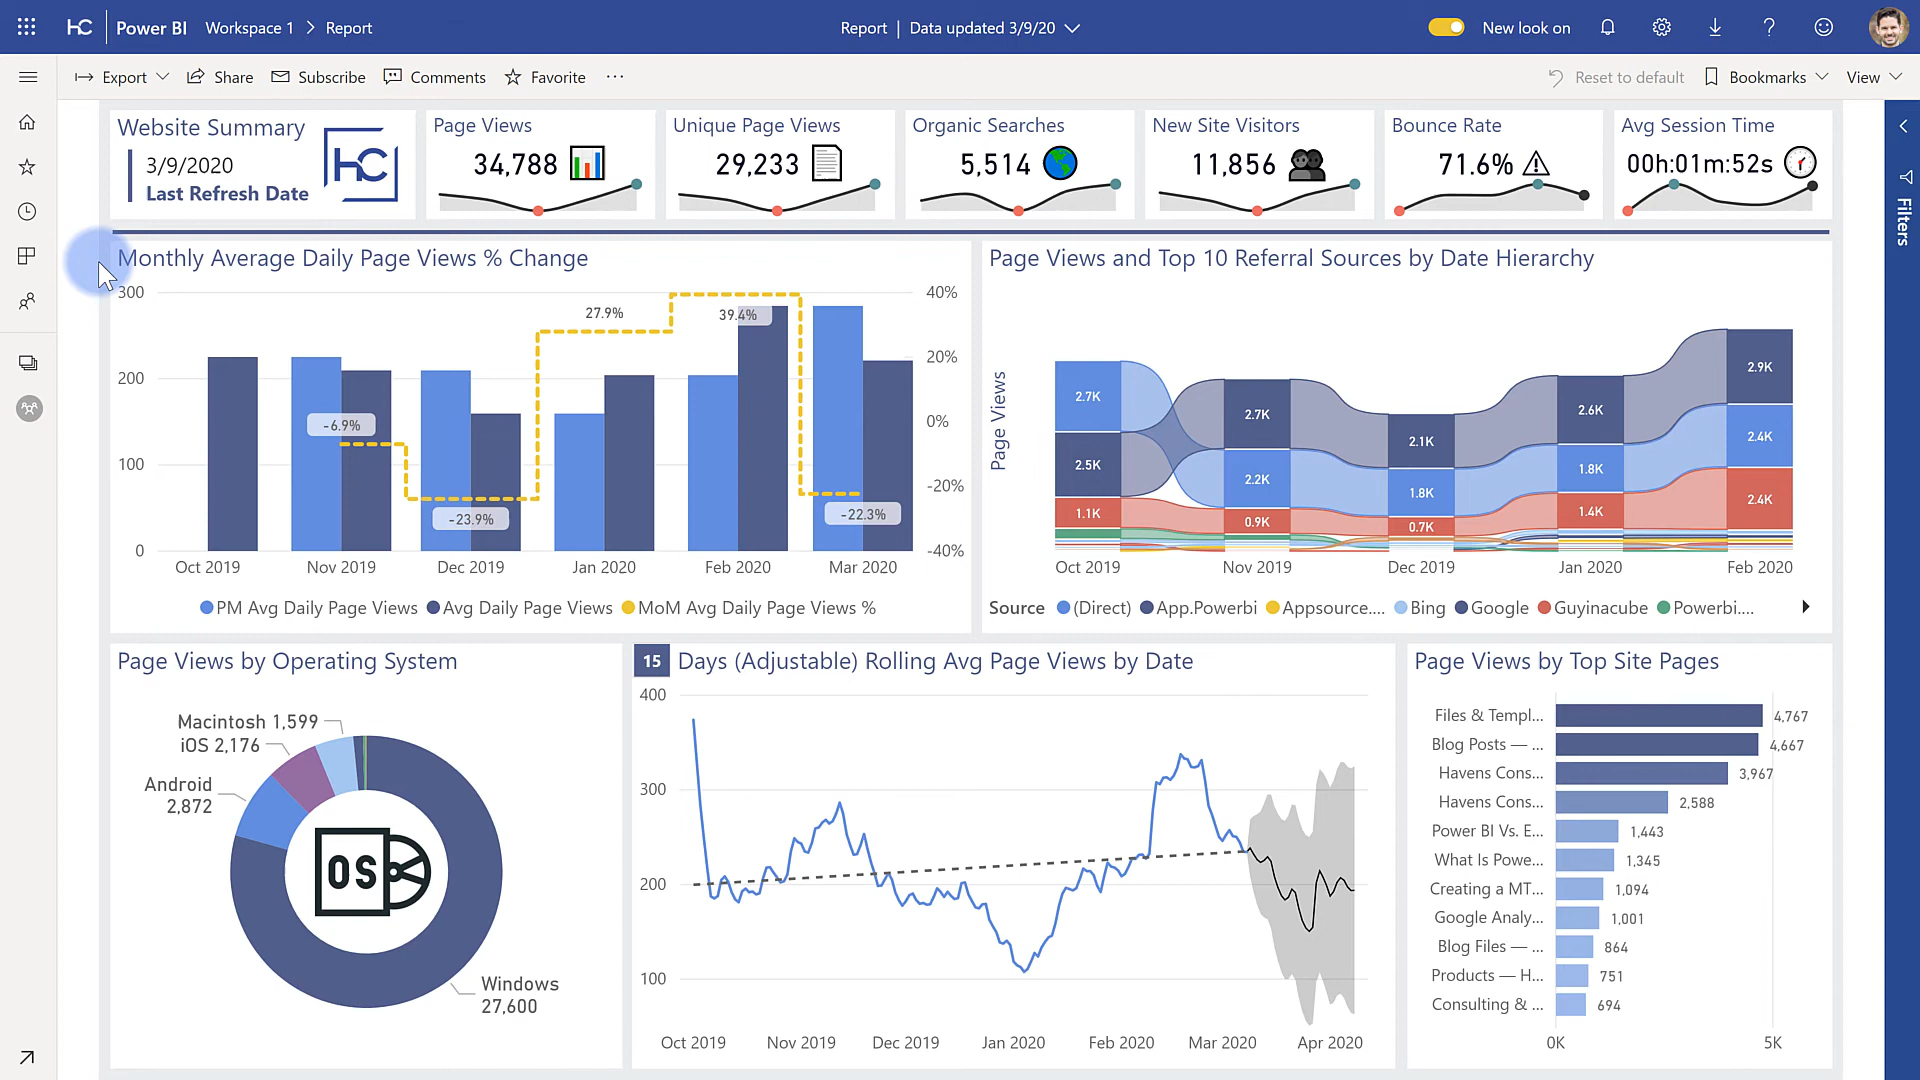 HC Power BI Workspace 1 > Report
Report | Data updated 3/9/20
New look on
Export Share Subscribe Comments Favorite ···
Reset to default Bookmarks View
Filters
Website Summary
3/9/2020
Last Refresh Date
HC
Page Views
34,788
Unique Page Views
29,233
Organic Searches
5,514
New Site Visitors
11,856
Bounce Rate
71.6%
Avg Session Time
00h:01m:52s
Monthly Average Daily Page Views % Change
300
200
100
0
40%
20%
0%
-20%
-40%
-6.9%
-23.9%
27.9%
39.4%
-22.3%
Oct 2019 Nov 2019 Dec 2019 Jan 2020 Feb 2020 Mar 2020
PM Avg Daily Page Views Avg Daily Page Views MoM Avg Daily Page Views %
Page Views and Top 10 Referral Sources by Date Hierarchy
Page Views
2.7K
2.5K
1.1K
2.7K
2.2K
0.9K
2.1K
1.8K
0.7K
2.6K
1.8K
1.4K
2.9K
2.4K
2.4K
Oct 2019 Nov 2019 Dec 2019 Jan 2020 Feb 2020
Source (Direct) App.Powerbi Appsource.... Bing Google Guyinacube Powerbi....
Page Views by Operating System
Macintosh 1,599
iOS 2,176
Android
2,872
OS
Windows
27,600
15 Days (Adjustable) Rolling Avg Page Views by Date
400
300
200
100
Oct 2019 Nov 2019 Dec 2019 Jan 2020 Feb 2020 Mar 2020 Apr 2020
Page Views by Top Site Pages
Files & Templ... 4,767
Blog Posts — ... 4,667
Havens Cons... 3,967
Havens Cons... 2,588
Power BI Vs. E... 1,443
What Is Powe... 1,345
Creating a MT... 1,094
Google Analy... 1,001
Blog Files — ... 864
Products — H... 751
Consulting & ... 694
0K 5K